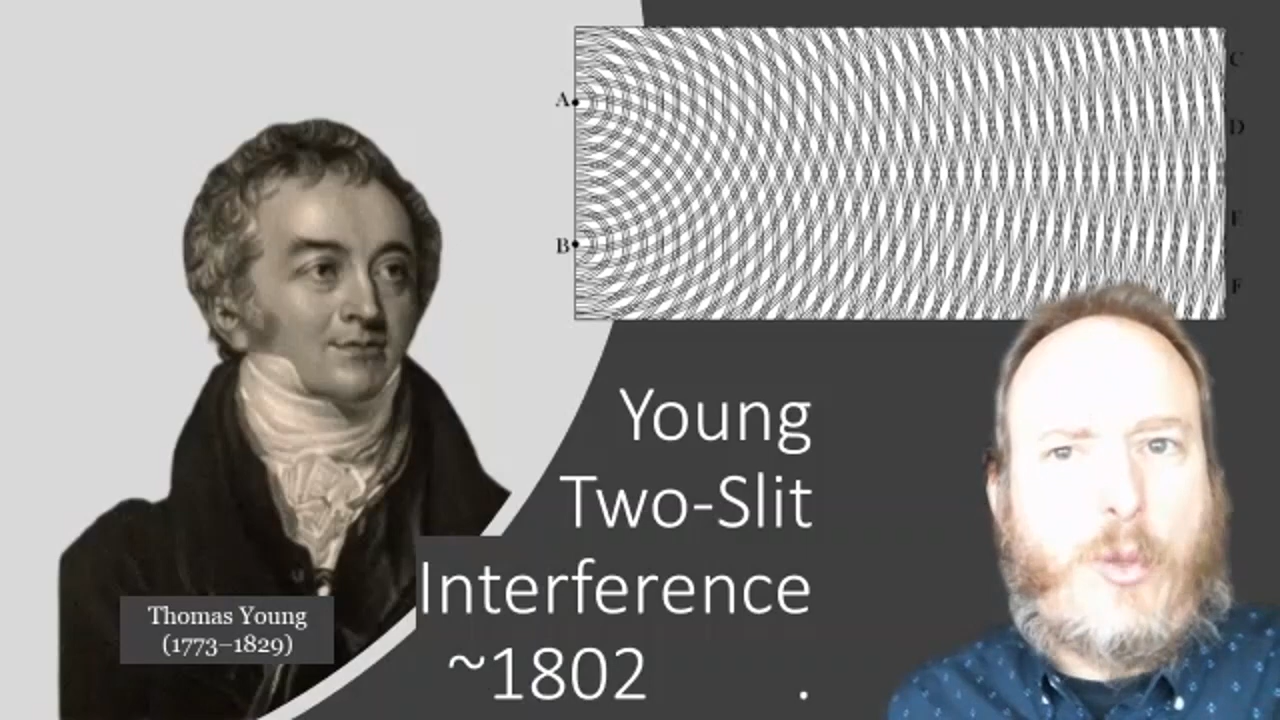 A
B
C
D
E
F
Young
Two-Slit
Interference
~1802 .
Thomas Young
(1773–1829)